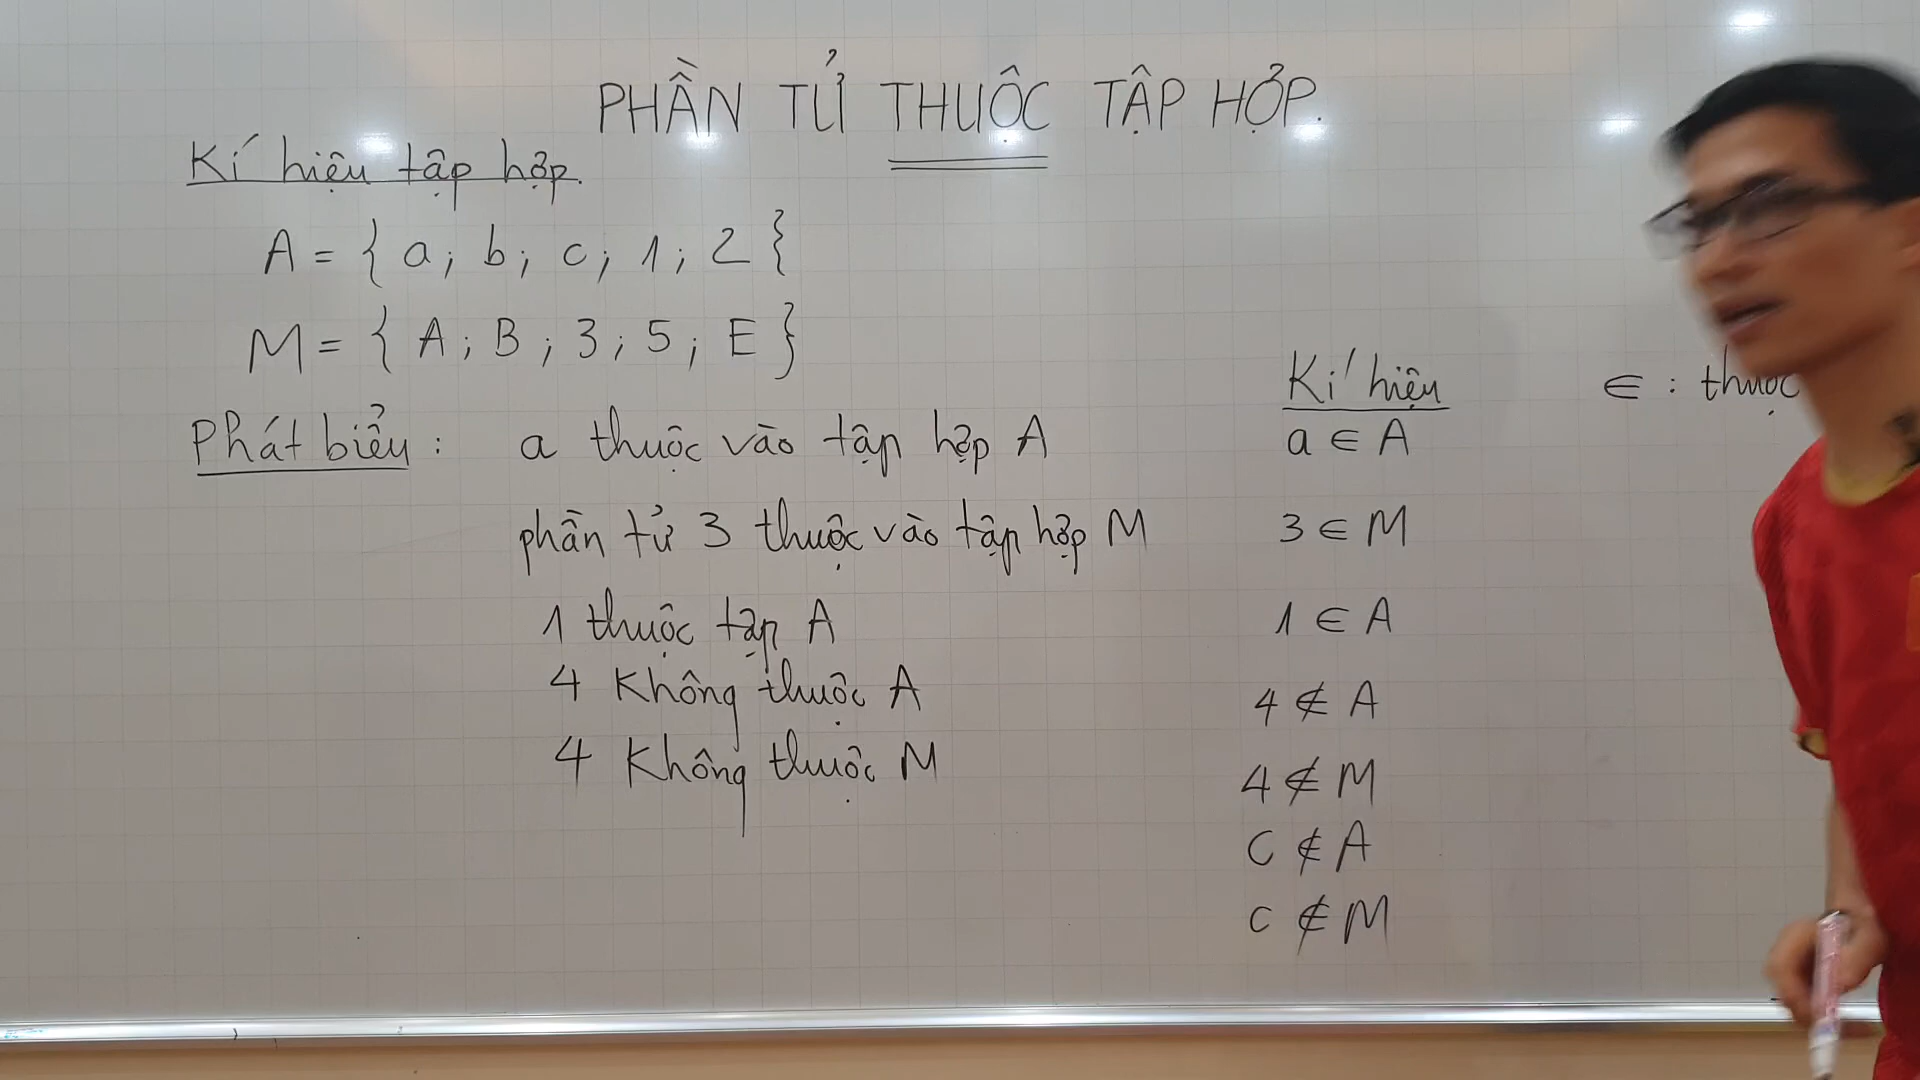 PHẦN TỬ THUỘC TẬP HỢP.
Kí hiệu tập hợp.
A = { a; b; c; 1; 2 }
M = { A; B; 3; 5; E }
Kí hiệu ∈ : thuộc
Phát biểu: a thuộc vào tập hợp A a ∈ A
phần tử 3 thuộc vào tập hợp M 3 ∈ M
1 thuộc tập A 1 ∈ A
4 Không thuộc A 4 ∉ A
4 Không thuộc M 4 ∉ M
C ∉ A
c ∉ M